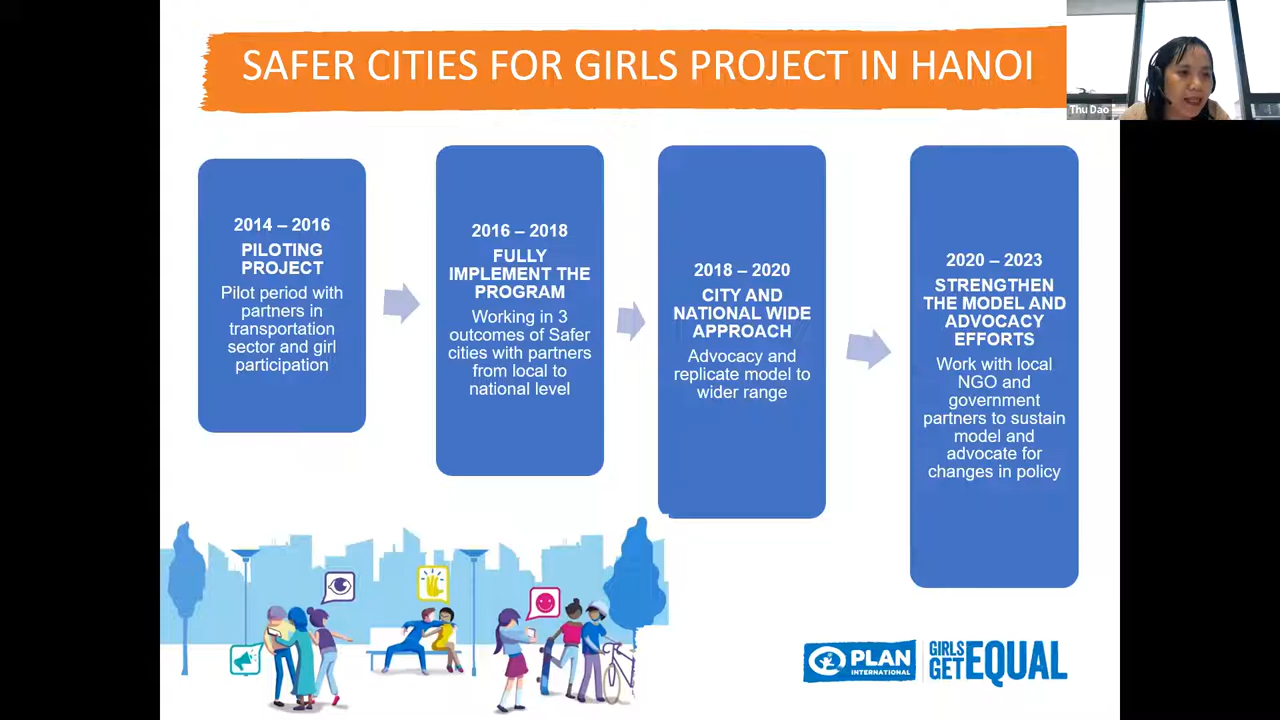 SAFER CITIES FOR GIRLS PROJECT IN HANOI
Thu Dao
2014 – 2016
PILOTING
PROJECT
Pilot period with
partners in
transportation
sector and girl
participation
2016 – 2018
FULLY
IMPLEMENT THE
PROGRAM
Working in 3
outcomes of Safer
cities with partners
from local to
national level
2018 – 2020
CITY AND
NATIONAL WIDE
APPROACH
Advocacy and
replicate model to
wider range
2020 – 2023
STRENGTHEN
THE MODEL AND
ADVOCACY
EFFORTS
Work with local
NGO and
government
partners to sustain
model and
advocate for
changes in policy
PLAN
INTERNATIONAL
GIRLS
GET EQUAL